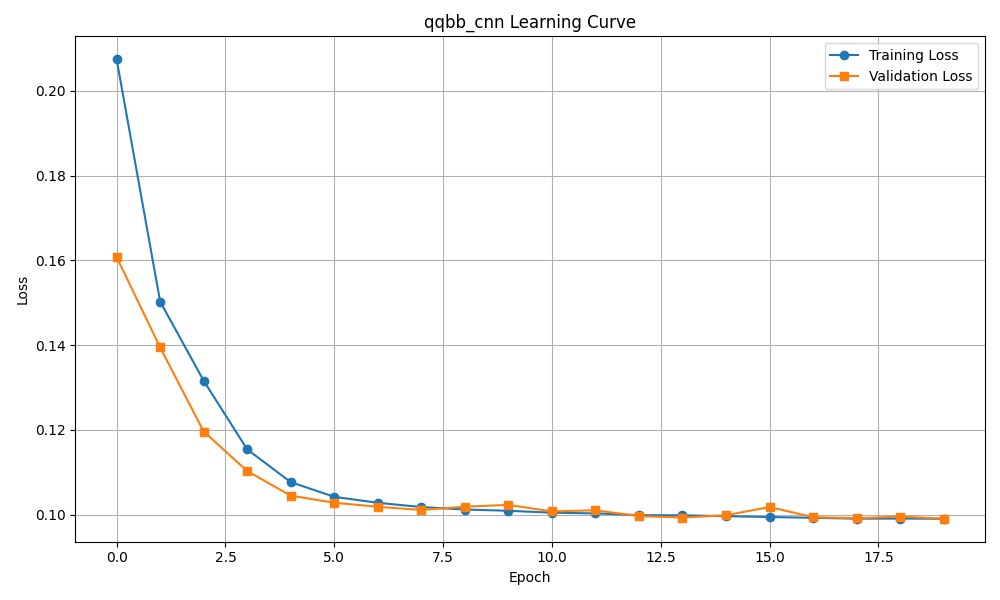 qqbb_cnn Learning Curve
Training Loss
Validation Loss
0.20
0.18
0.16
0.14
0.12
0.10
Loss
0.0 2.5 5.0 7.5 10.0 12.5 15.0 17.5
Epoch